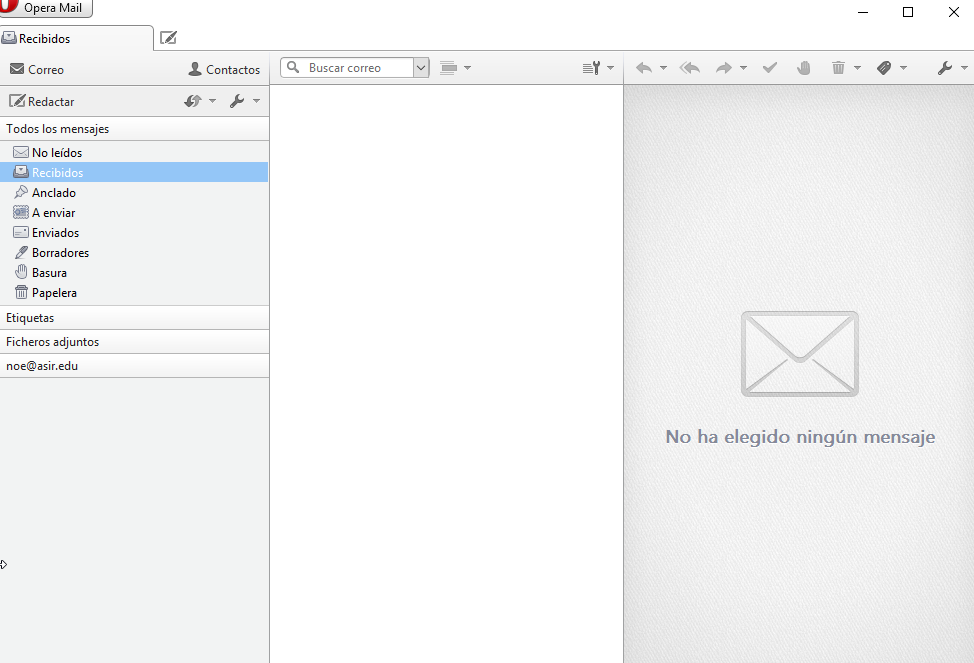 Opera Mail
Recibidos
Correo
Contactos
Buscar correo
Redactar
Todos los mensajes
No leídos
Recibidos
Anclado
A enviar
Enviados
Borradores
Basura
Papelera
Etiquetas
Ficheros adjuntos
noe@asir.edu
No ha elegido ningún mensaje